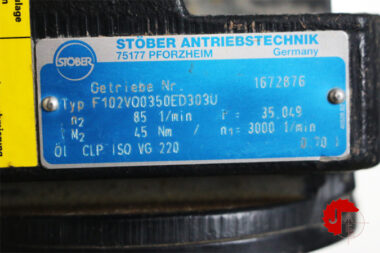 STÖBER ANTRIEBSTECHNIK
75177 PFORZHEIM Germany
STÖBER
Getriebe Nr. 1672876
Typ F102VQ0350ED303U
n2 85 1/min i= 35.049
M2 45 Nm / n1= 3000 1/min
Öl CLP ISO VG 220 0.70 l